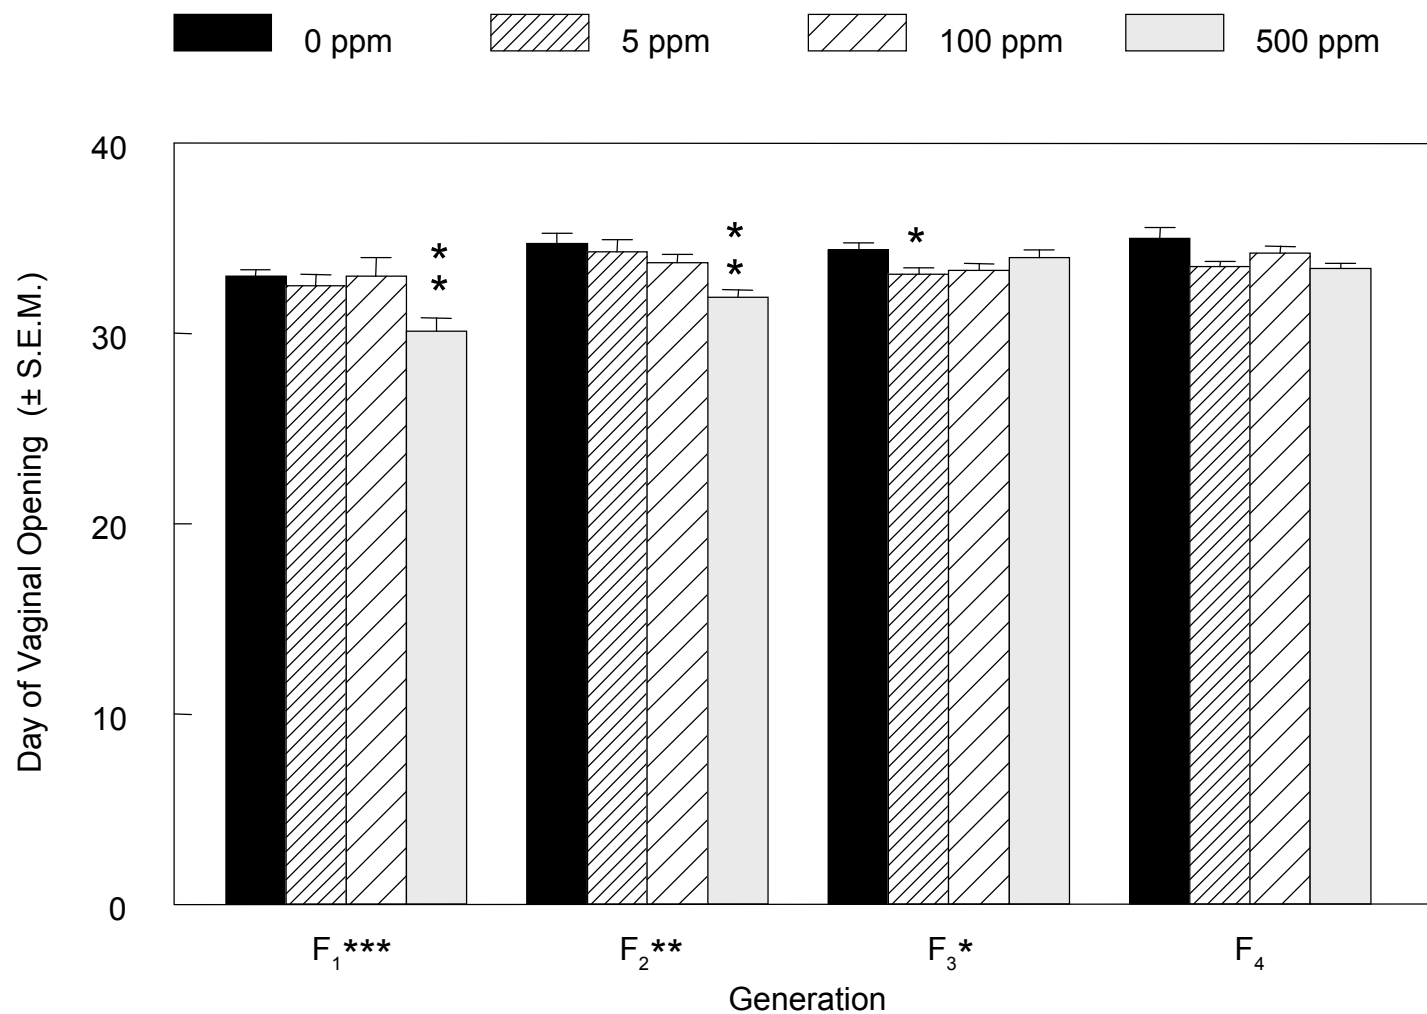 0 ppm 5 ppm 100 ppm 500 ppm
Day of Vaginal Opening (± S.E.M.)
40
30
20
10
0
*
*
*
*
*
F1*** F2** F3* F4
Generation